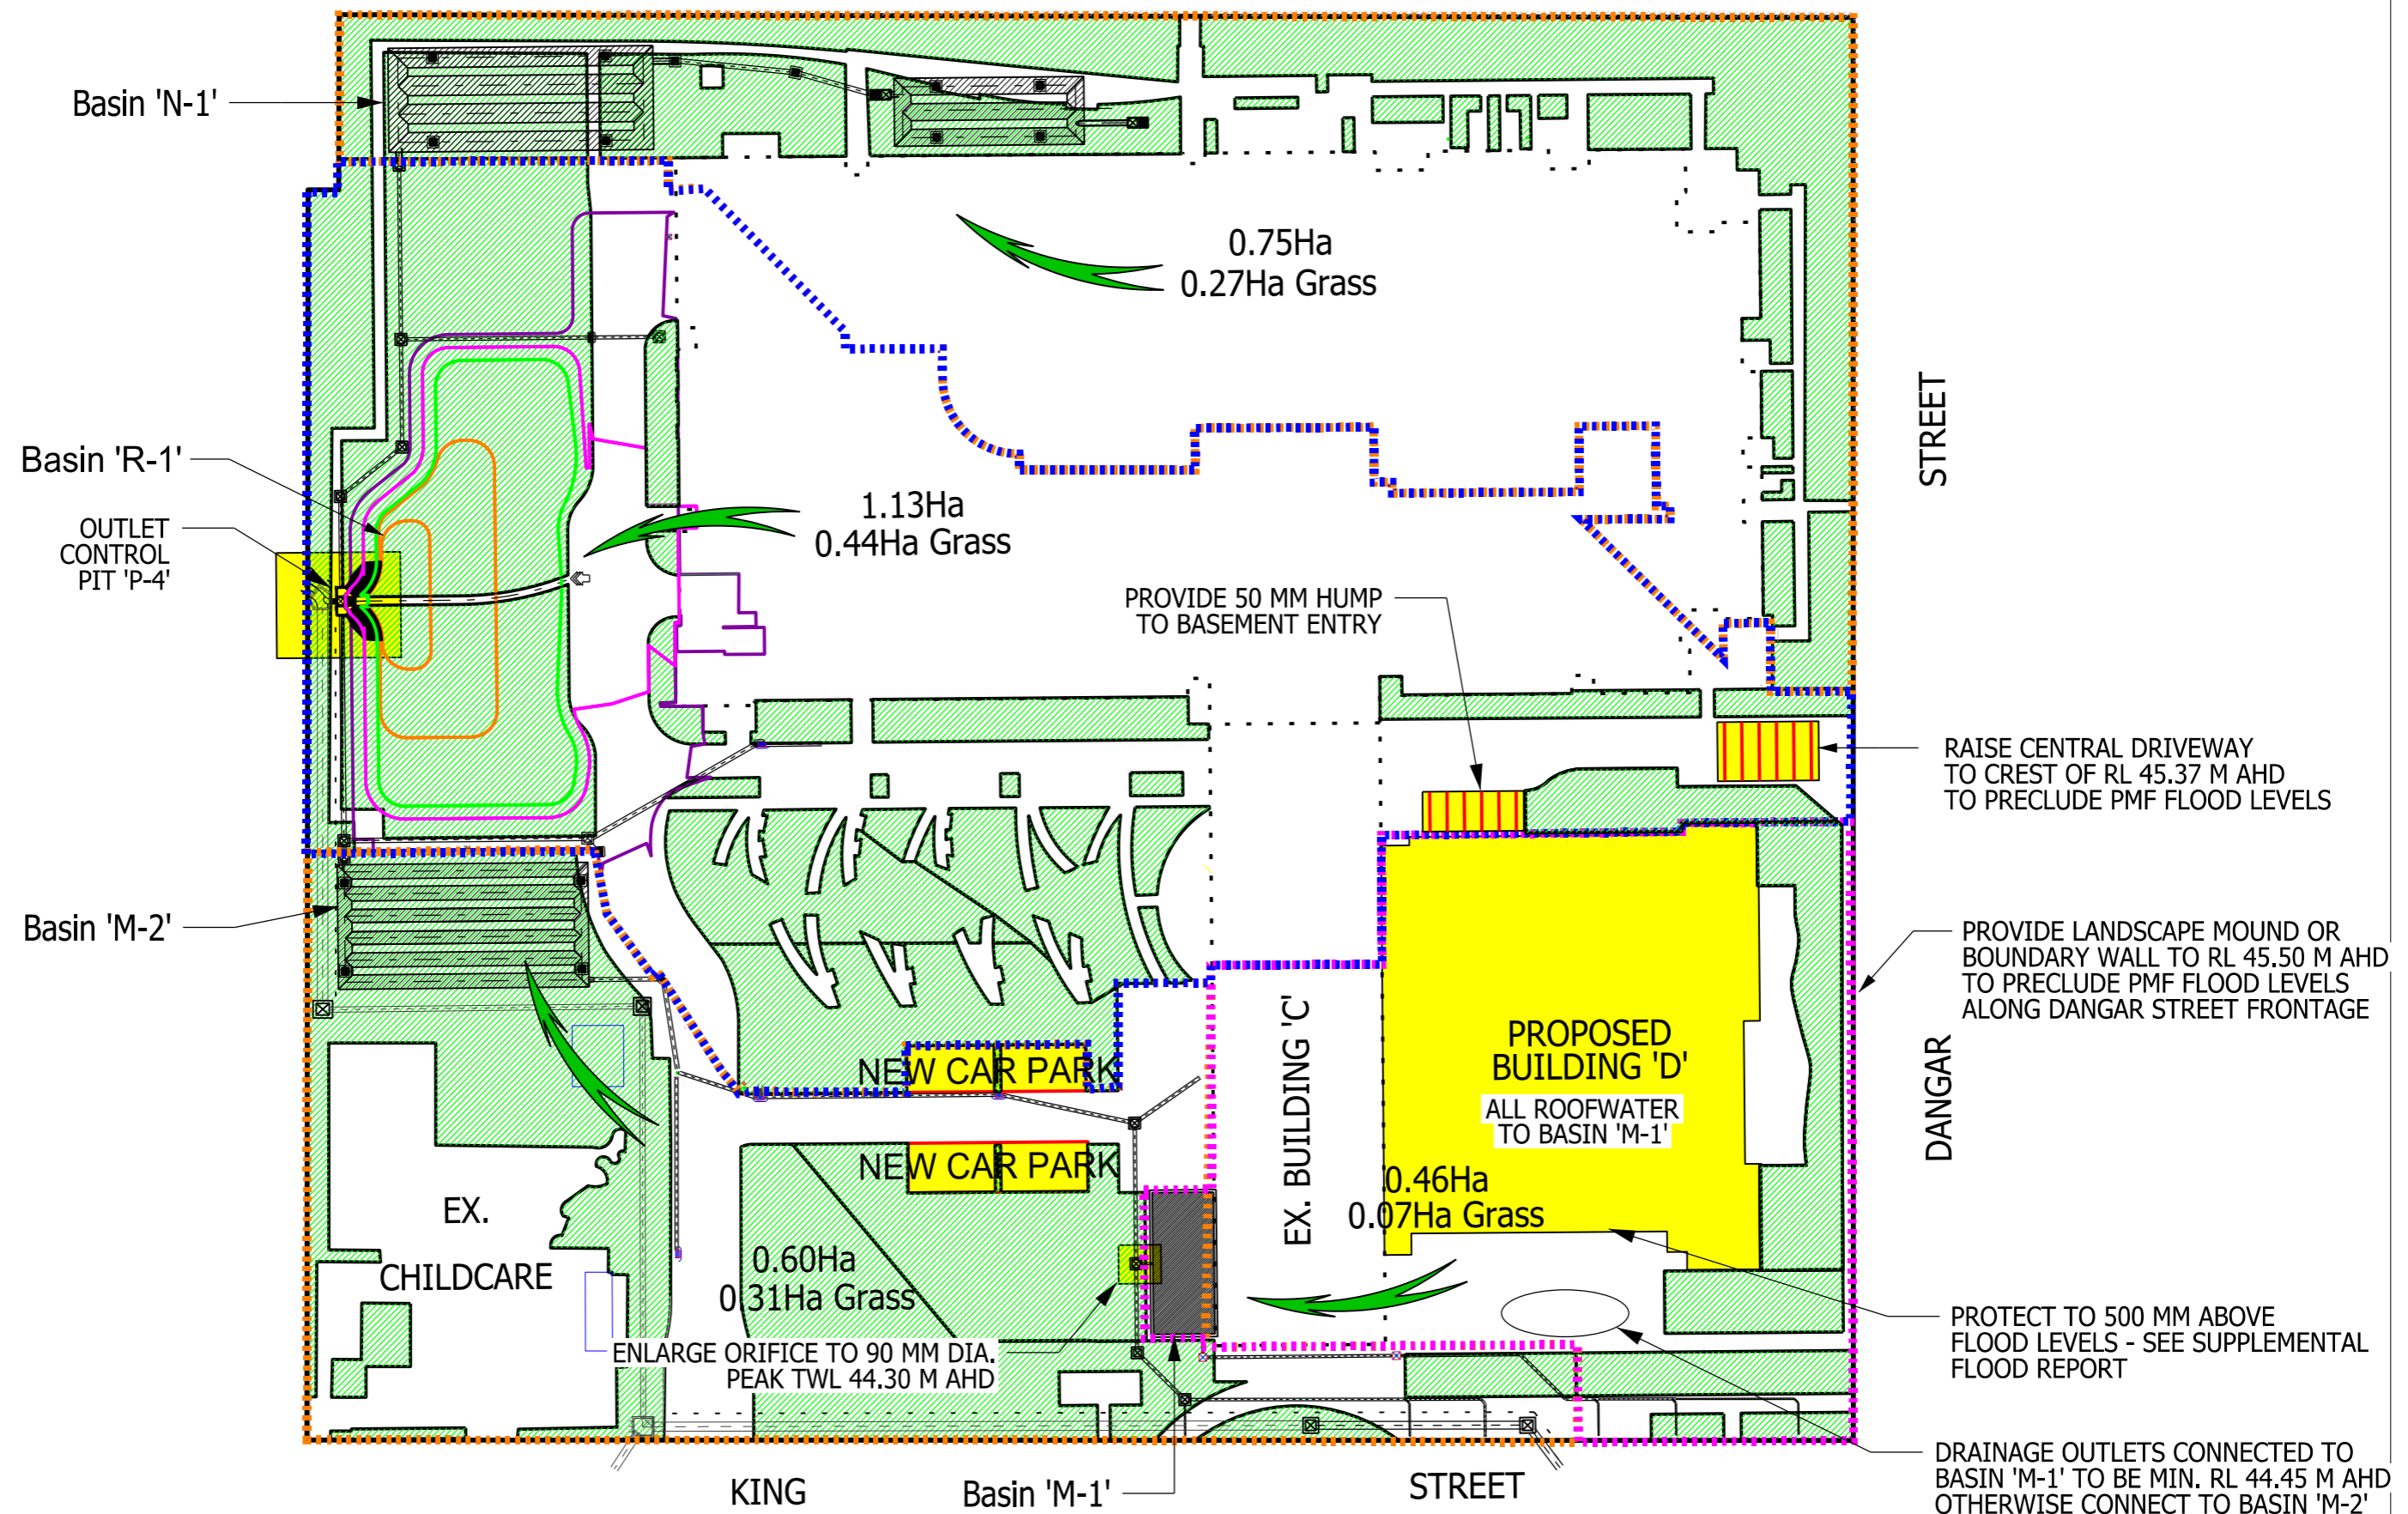 Basin 'N-1'
0.75Ha
0.27Ha Grass
STREET
Basin 'R-1'
OUTLET
CONTROL
PIT 'P-4'
1.13Ha
0.44Ha Grass
PROVIDE 50 MM HUMP
TO BASEMENT ENTRY
RAISE CENTRAL DRIVEWAY
TO CREST OF RL 45.37 M AHD
TO PRECLUDE PMF FLOOD LEVELS
Basin 'M-2'
PROVIDE LANDSCAPE MOUND OR
BOUNDARY WALL TO RL 45.50 M AHD
TO PRECLUDE PMF FLOOD LEVELS
ALONG DANGAR STREET FRONTAGE
PROPOSED
BUILDING 'D'
ALL ROOFWATER
TO BASIN 'M-1'
NEW CAR PARK
NEW CAR PARK
EX. BUILDING 'C'
DANGAR
0.46Ha
0.07Ha Grass
EX.
CHILDCARE
0.60Ha
0.31Ha Grass
ENLARGE ORIFICE TO 90 MM DIA.
PEAK TWL 44.30 M AHD
PROTECT TO 500 MM ABOVE
FLOOD LEVELS - SEE SUPPLEMENTAL
FLOOD REPORT
DRAINAGE OUTLETS CONNECTED TO
BASIN 'M-1' TO BE MIN. RL 44.45 M AHD
OTHERWISE CONNECT TO BASIN 'M-2'
KING
Basin 'M-1'
STREET